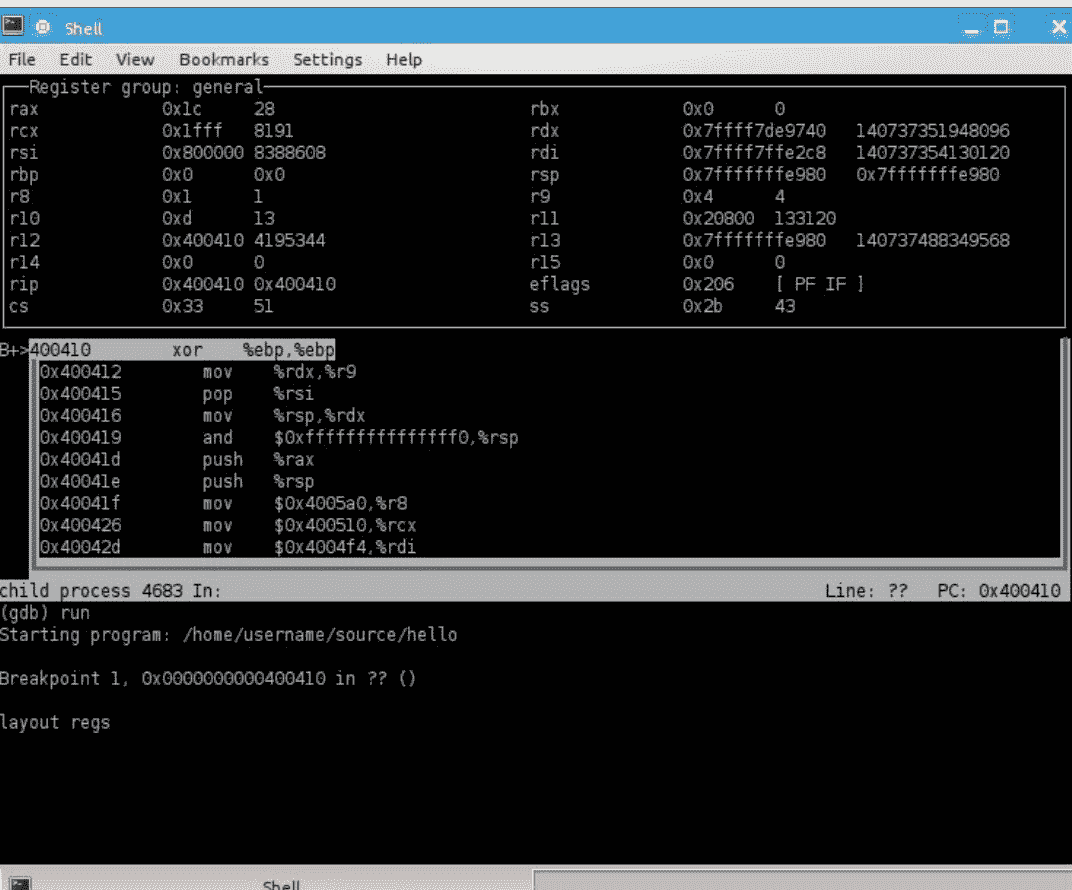 Shell
File Edit View Bookmarks Settings Help
Register group: general
rax 0x1c 28 rbx 0x0 0
rcx 0x1fff 8191 rdx 0x7ffff7de9740 140737351948096
rsi 0x800000 8388608 rdi 0x7ffff7ffe2c8 140737354130120
rbp 0x0 0x0 rsp 0x7fffffffe980 0x7fffffffe980
r8 0x1 1 r9 0x4 4
r10 0xd 13 r11 0x20800 133120
r12 0x400410 4195344 r13 0x7fffffffe980 140737488349568
r14 0x0 0 r15 0x0 0
rip 0x400410 0x400410 eflags 0x206 [ PF IF ]
cs 0x33 51 ss 0x2b 43
B+>400410 xor %ebp,%ebp
0x400412 mov %rdx,%r9
0x400415 pop %rsi
0x400416 mov %rsp,%rdx
0x400419 and $0xfffffffffffffff0,%rsp
0x40041d push %rax
0x40041e push %rsp
0x40041f mov $0x4005a0,%r8
0x400426 mov $0x400510,%rcx
0x40042d mov $0x4004f4,%rdi
child process 4683 In: Line: ?? PC: 0x400410
(gdb) run
Starting program: /home/username/source/hello
Breakpoint 1, 0x0000000000400410 in ?? ()
layout regs
Shell